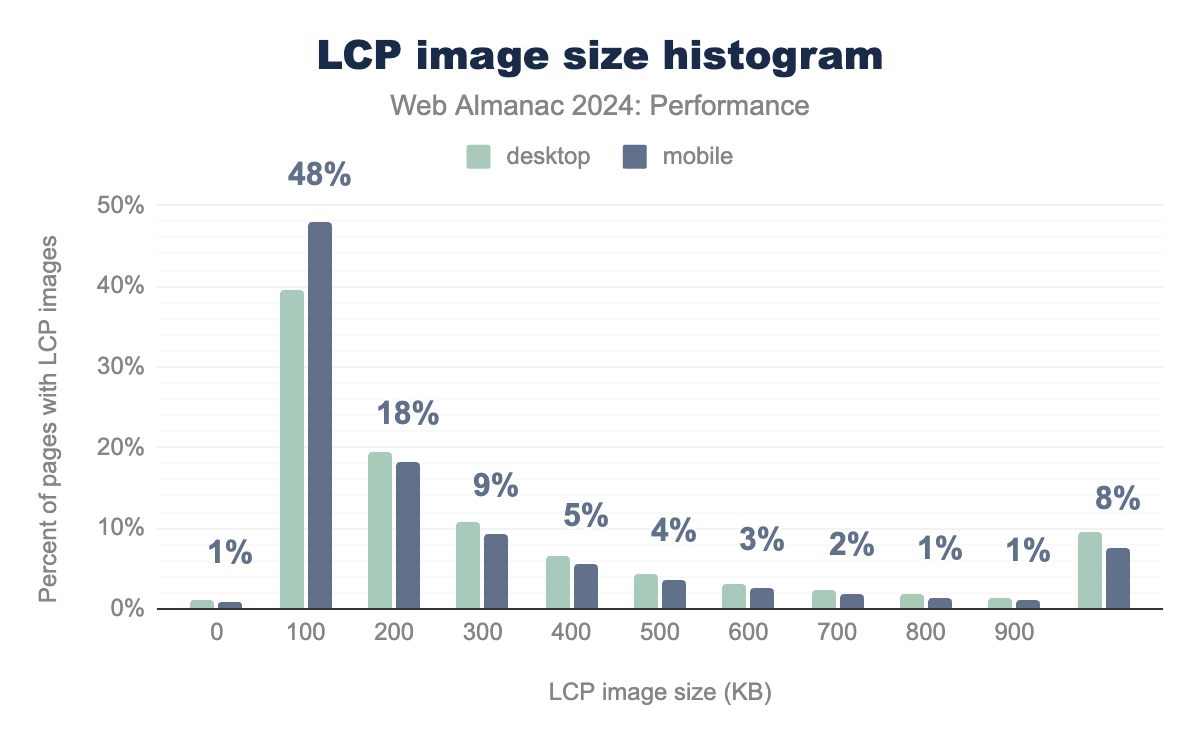 LCP image size histogram
Web Almanac 2024: Performance
desktop mobile
48%
50%
40%
30%
20%
10%
0%
Percent of pages with LCP images
1%
18%
9%
5%
4%
3%
2%
1%
1%
8%
0 100 200 300 400 500 600 700 800 900
LCP image size (KB)